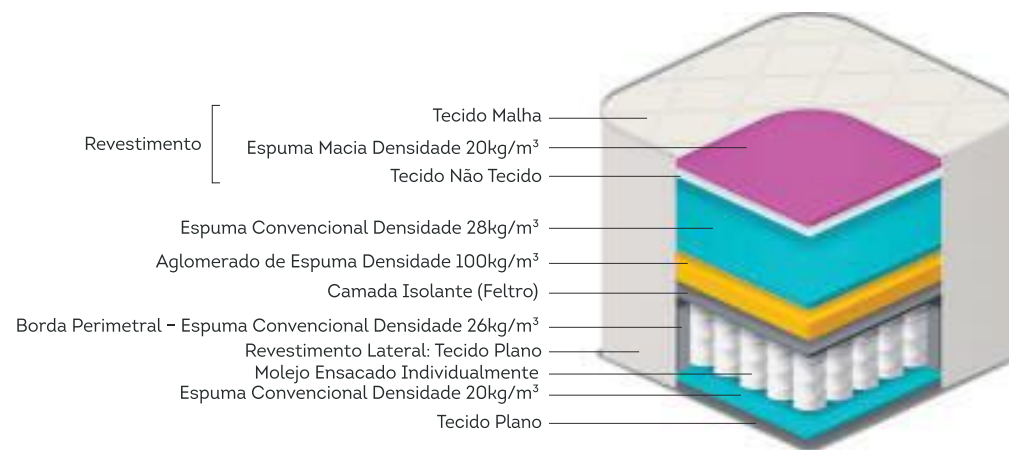 Tecido Malha
Revestimento
Espuma Macia Densidade 20kg/m³
Tecido Não Tecido
Espuma Convencional Densidade 28kg/m³
Aglomerado de Espuma Densidade 100kg/m³
Camada Isolante (Feltro)
Borda Perimetral – Espuma Convencional Densidade 26kg/m³
Revestimento Lateral: Tecido Plano
Molejo Ensacado Individualmente
Espuma Convencional Densidade 20kg/m³
Tecido Plano